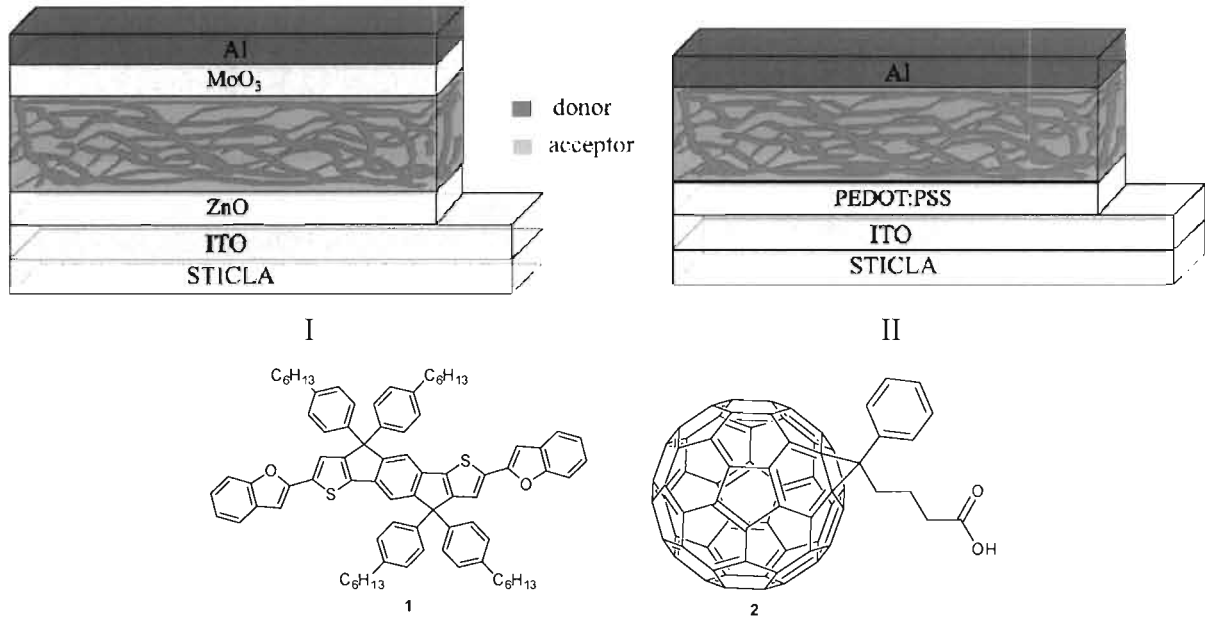 Al
MoO3
ZnO
ITO
STICLA
donor
acceptor
Al
PEDOT:PSS
ITO
STICLA
I
II
C6H13
C6H13
O
S
S
O
C6H13
C6H13
1
O
OH
2